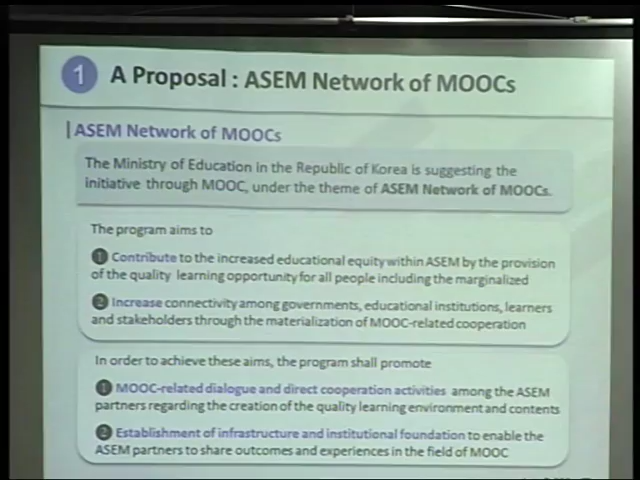 1 A Proposal : ASEM Network of MOOCs
ASEM Network of MOOCs
The Ministry of Education in the Republic of Korea is suggesting the
initiative through MOOC, under the theme of ASEM Network of MOOCs.
The program aims to
1 Contribute to the increased educational equity within ASEM by the provision
of the quality learning opportunity for all people including the marginalized
2 Increase connectivity among governments, educational institutions, learners
and stakeholders through the materialization of MOOC-related cooperation
In order to achieve these aims, the program shall promote
1 MOOC-related dialogue and direct cooperation activities among the ASEM
partners regarding the creation of the quality learning environment and contents
2 Establishment of infrastructure and institutional foundation to enable the
ASEM partners to share outcomes and experiences in the field of MOOC